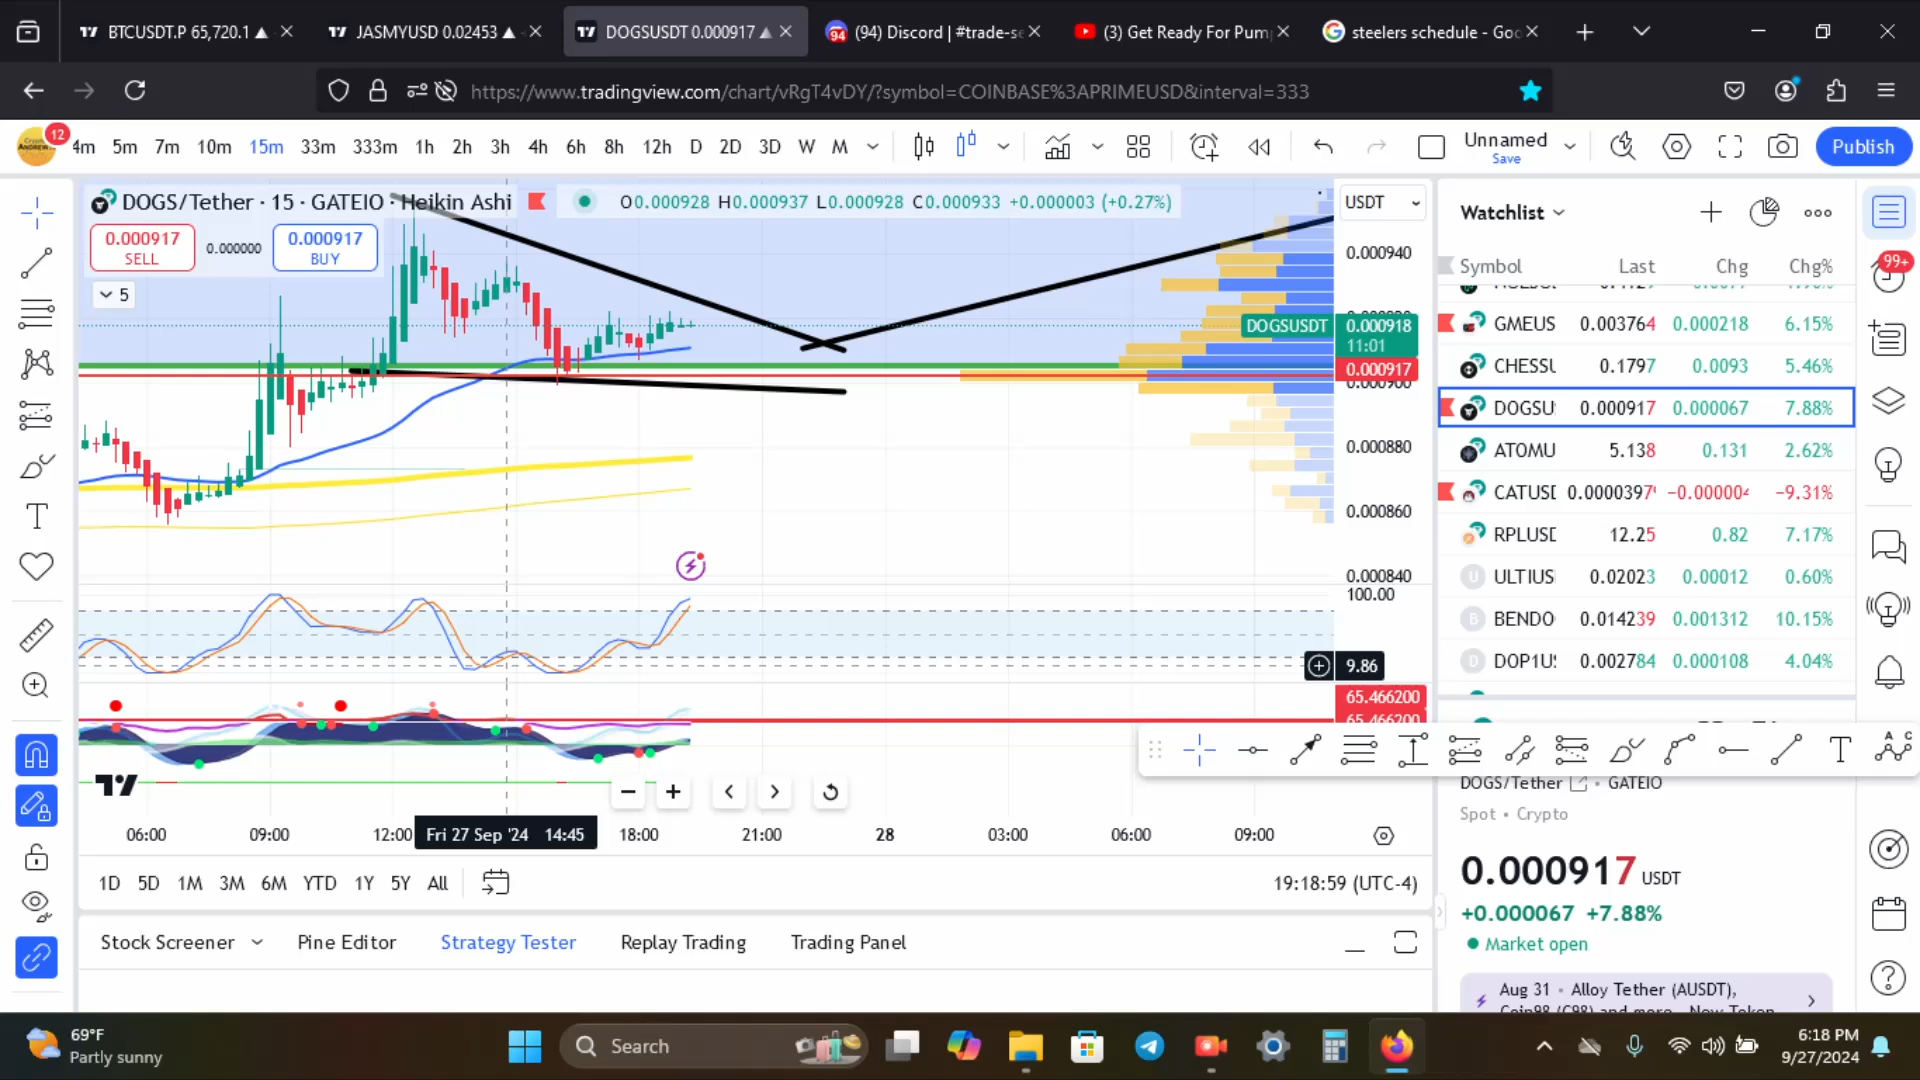 BTCUSDT.P 65,720.1 ▲
JASMYUSD 0.02453 ▲
DOGSUSDT 0.000917 ▲
(94) Discord | #trade-se
(3) Get Ready For Pum
steelers schedule - Goo
https://www.tradingview.com/chart/vRgT4vDY/?symbol=COINBASE%3APRIMEUSD&interval=333
12
4m 5m 7m 10m 15m 33m 333m 1h 2h 3h 4h 6h 8h 12h D 2D 3D W M
Unnamed
Save
Publish
DOGS/Tether · 15 · GATEIO · Heikin Ashi
O0.000928 H0.000937 L0.000928 C0.000933 +0.000003 (+0.27%)
USDT
0.000917
SELL
0.000000
0.000917
BUY
5
0.000940
DOGSUSDT 0.000918
11:01
0.000917
0.000900
0.000880
0.000860
0.000840
100.00
9.86
65.466200
65.466200
06:00 09:00 12:00 Fri 27 Sep '24 14:45 18:00 21:00 28 03:00 06:00 09:00
1D 5D 1M 3M 6M YTD 1Y 5Y All
19:18:59 (UTC-4)
Stock Screener Pine Editor Strategy Tester Replay Trading Trading Panel
Watchlist
99+
Symbol Last Chg Chg%
GMEUS 0.003764 0.000218 6.15%
CHESSU 0.1797 0.0093 5.46%
DOGSU 0.000917 0.000067 7.88%
ATOMU 5.138 0.131 2.62%
CATUSD 0.0000397 −0.000004 −9.31%
RPLUSD 12.25 0.82 7.17%
ULTIUS 0.02023 0.00012 0.60%
BENDO 0.014239 0.001312 10.15%
DOP1U 0.002784 0.000108 4.04%
DOGS/Tether • GATEIO
Spot • Crypto
0.000917 USDT
+0.000067 +7.88%
Market open
Aug 31 • Alloy Tether (AUSDT),
69°F
Partly sunny
Search
6:18 PM
9/27/2024